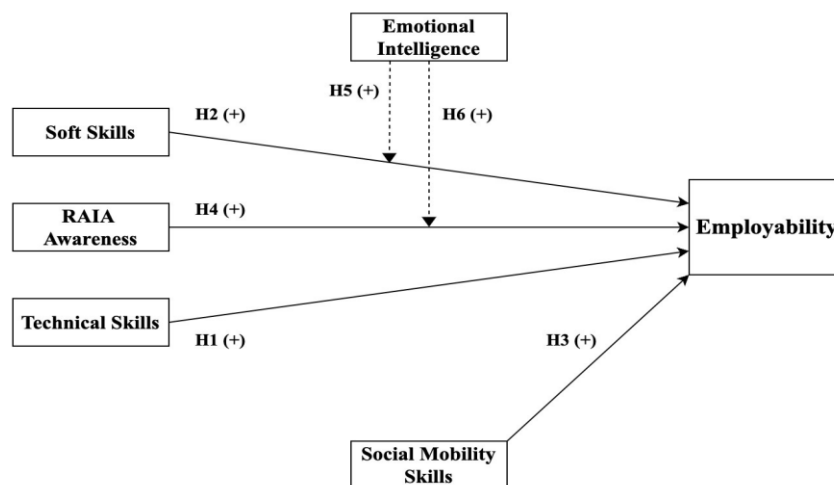 Emotional
Intelligence
H5 (+)
H2 (+)
H6 (+)
Soft Skills
RAIA
Awareness
H4 (+)
Employability
Technical Skills
H1 (+)
H3 (+)
Social Mobility
Skills